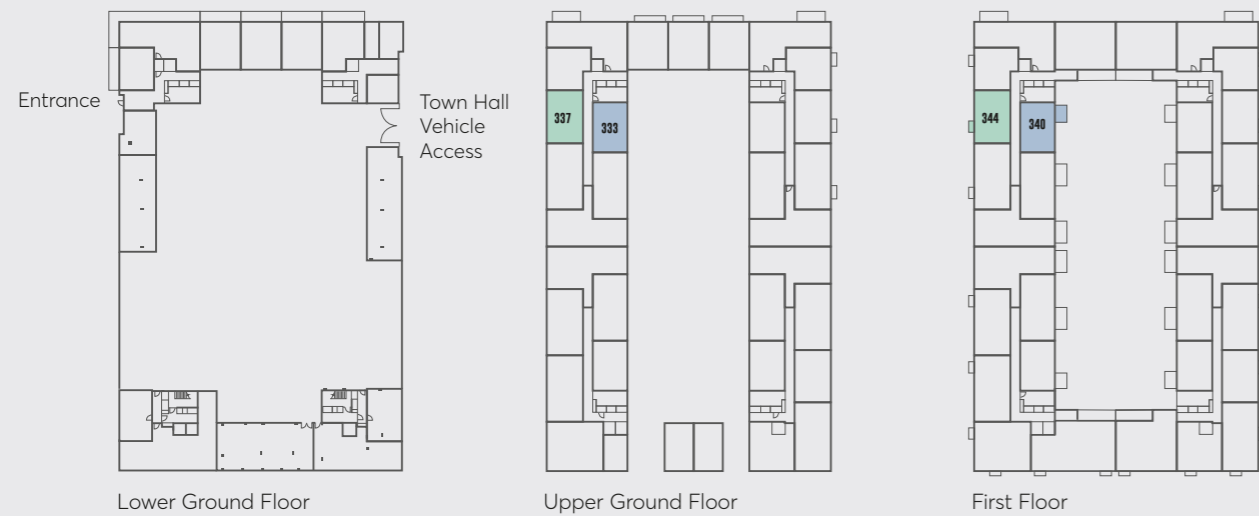 Entrance
Town Hall
Vehicle
Access
337
333
344
340
Lower Ground Floor
Upper Ground Floor
First Floor